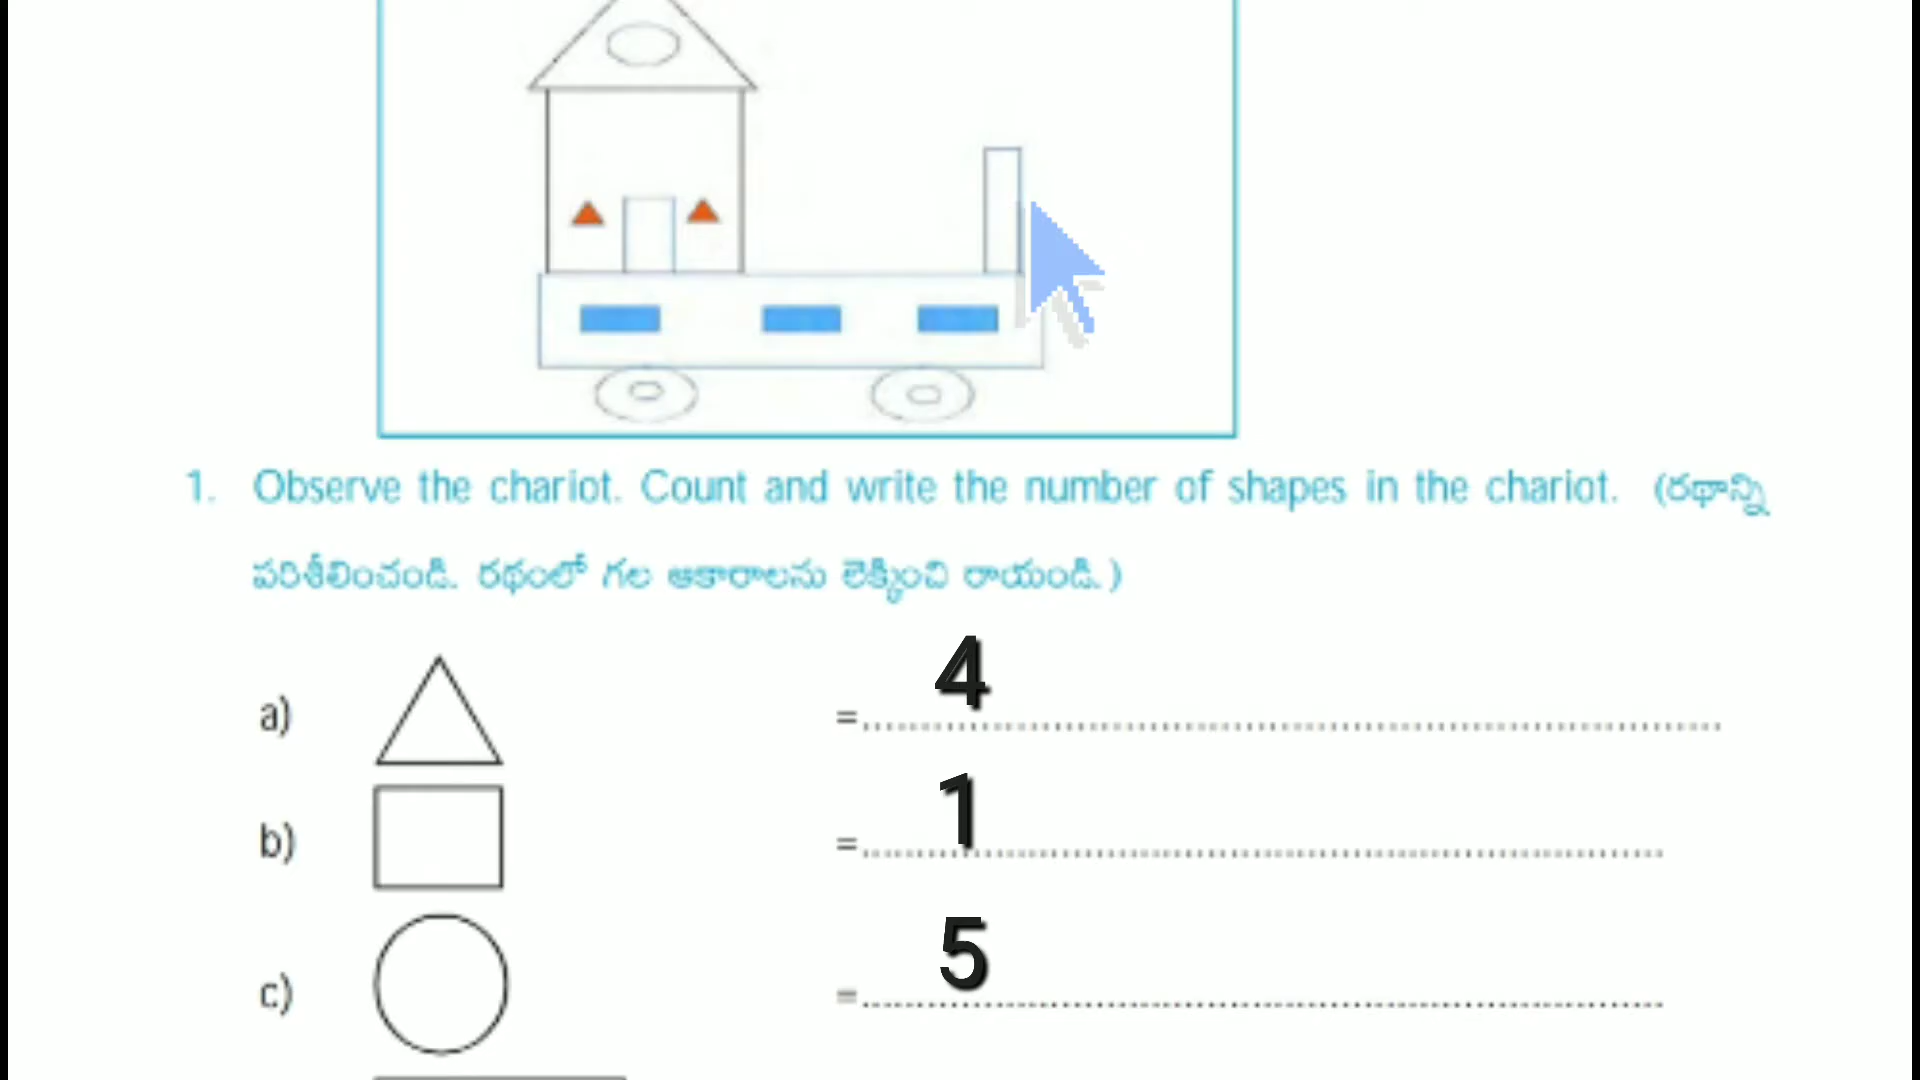 1. Observe the chariot. Count and write the number of shapes in the chariot. (రథాన్ని
పరిశీలించండి. రథంలో గల ఆకారాలను లెక్కించి రాయండి.)
a) =........................ 4
b) =........................ 1
c) =........................ 5